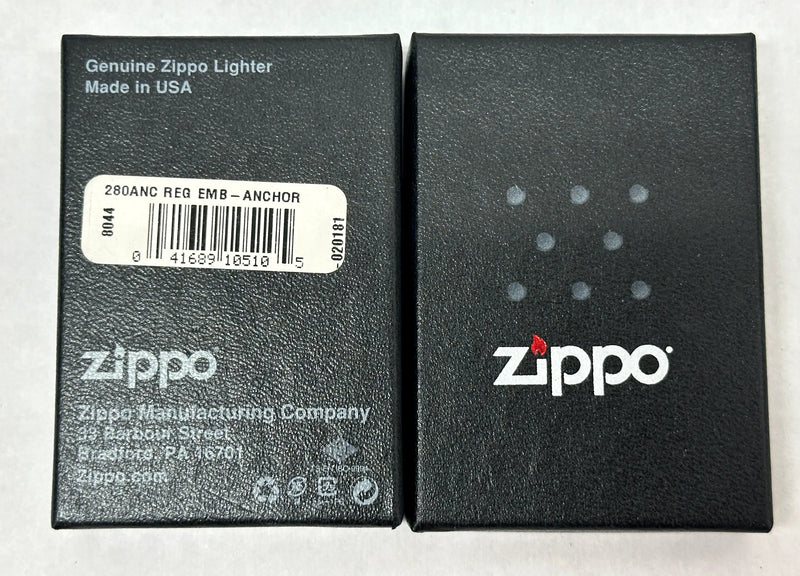 Genuine Zippo Lighter
Made in USA
280ANC REG EMB-ANCHOR
8044
020181
0 41689 10510 5
zippo
Zippo Manufacturing Company
33 Barbour Street
Bradford, PA 16701
Zippo.com
zippo